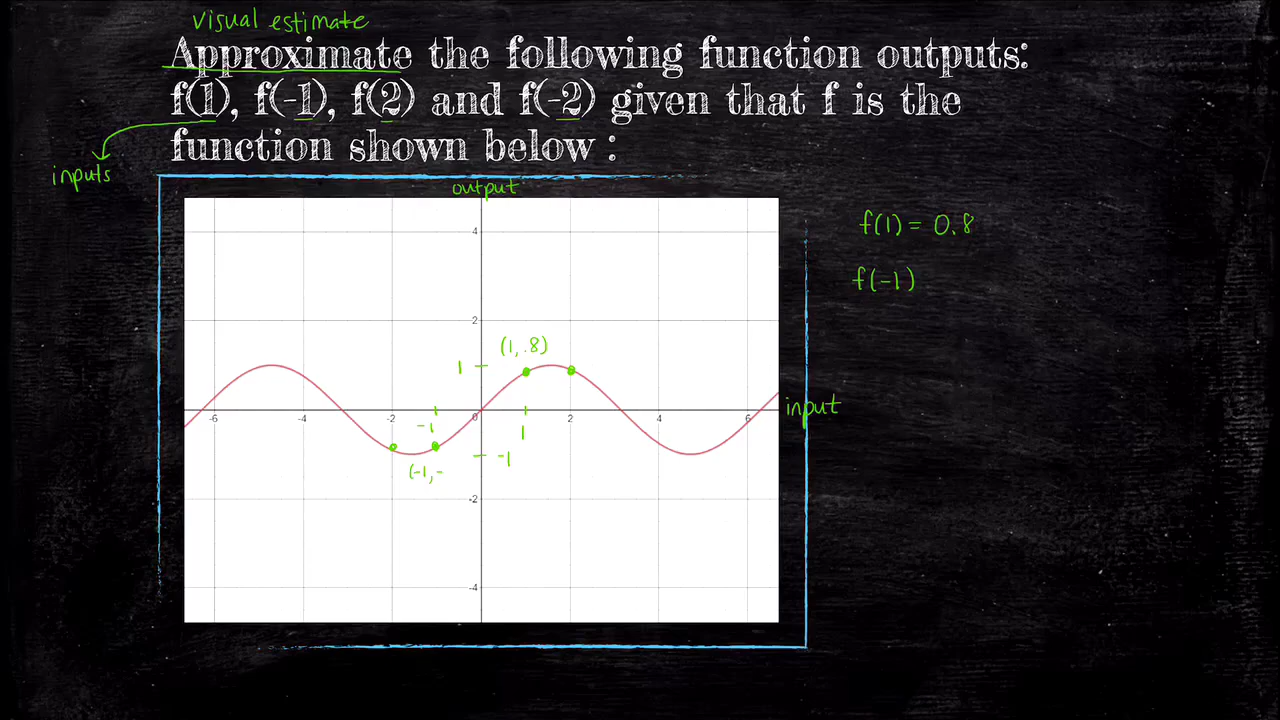 visual estimate
Approximate the following function outputs:
f(1), f(-1), f(2) and f(-2) given that f is the
function shown below :
inputs
output
f(1) = 0.8
f(-1)
4
2
(1, .8)
1
-6
-4
-2
0
2
4
6
input
-1
1
-1
(-1, -
-2
-4